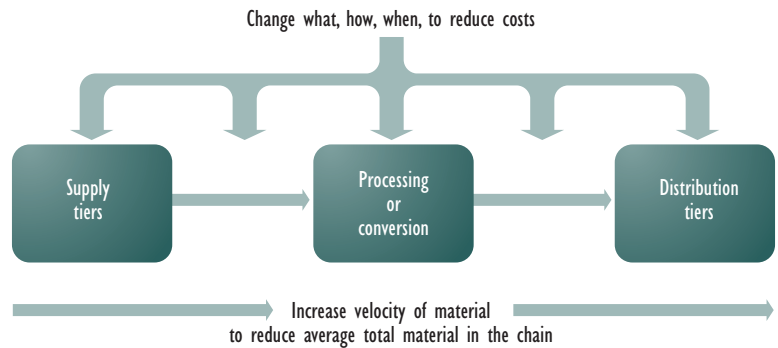 Change what, how, when, to reduce costs
Supply
tiers
Processing
or
conversion
Distribution
tiers
Increase velocity of material
to reduce average total material in the chain